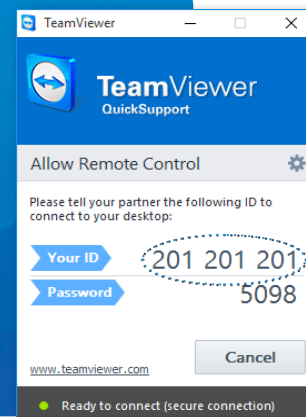 TeamViewer
TeamViewer
QuickSupport
Allow Remote Control
Please tell your partner the following ID to
connect to your desktop:
Your ID 201 201 201
Password 5098
www.teamviewer.com
Cancel
Ready to connect (secure connection)